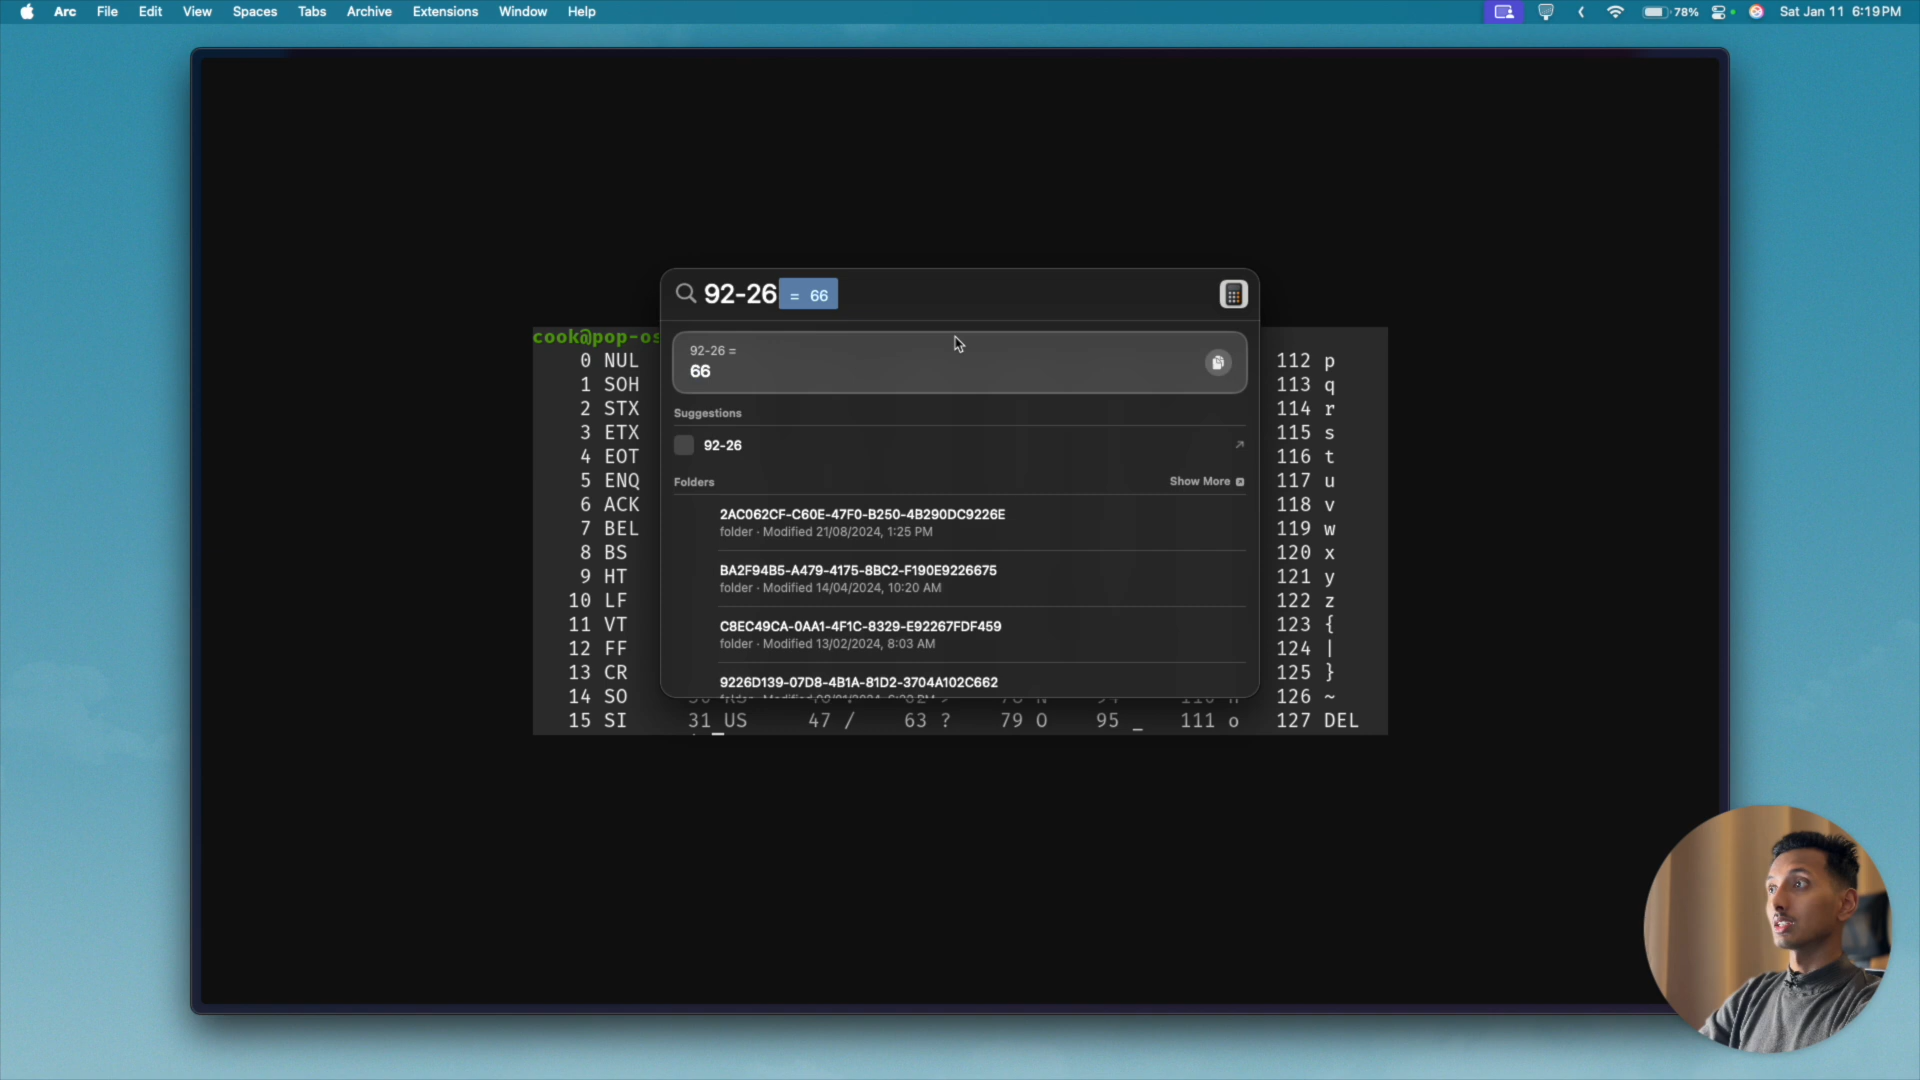 Arc File Edit View Spaces Tabs Archive Extensions Window Help 78% Sat Jan 11 6:19 PM
92-26 = 66
92-26 =
66
Suggestions
92-26
Folders Show More
2AC062CF-C60E-47F0-B250-4B290DC9226E
folder · Modified 21/08/2024, 1:25 PM
BA2F94B5-A479-4175-8BC2-F190E9226675
folder · Modified 14/04/2024, 10:20 AM
C8EC49CA-0AA1-4F1C-8329-E92267FDF459
folder · Modified 13/02/2024, 8:03 AM
9226D139-07D8-4B1A-81D2-3704A102C662
cook@pop-os
0 NUL 112 p
1 SOH 113 q
2 STX 114 r
3 ETX 115 s
4 EOT 116 t
5 ENQ 117 u
6 ACK 118 v
7 BEL 119 w
8 BS 120 x
9 HT 121 y
10 LF 122 z
11 VT 123 {
12 FF 124 |
13 CR 125 }
14 SO 126 ~
15 SI 31 US 47 / 63 ? 79 O 95 _ 111 o 127 DEL